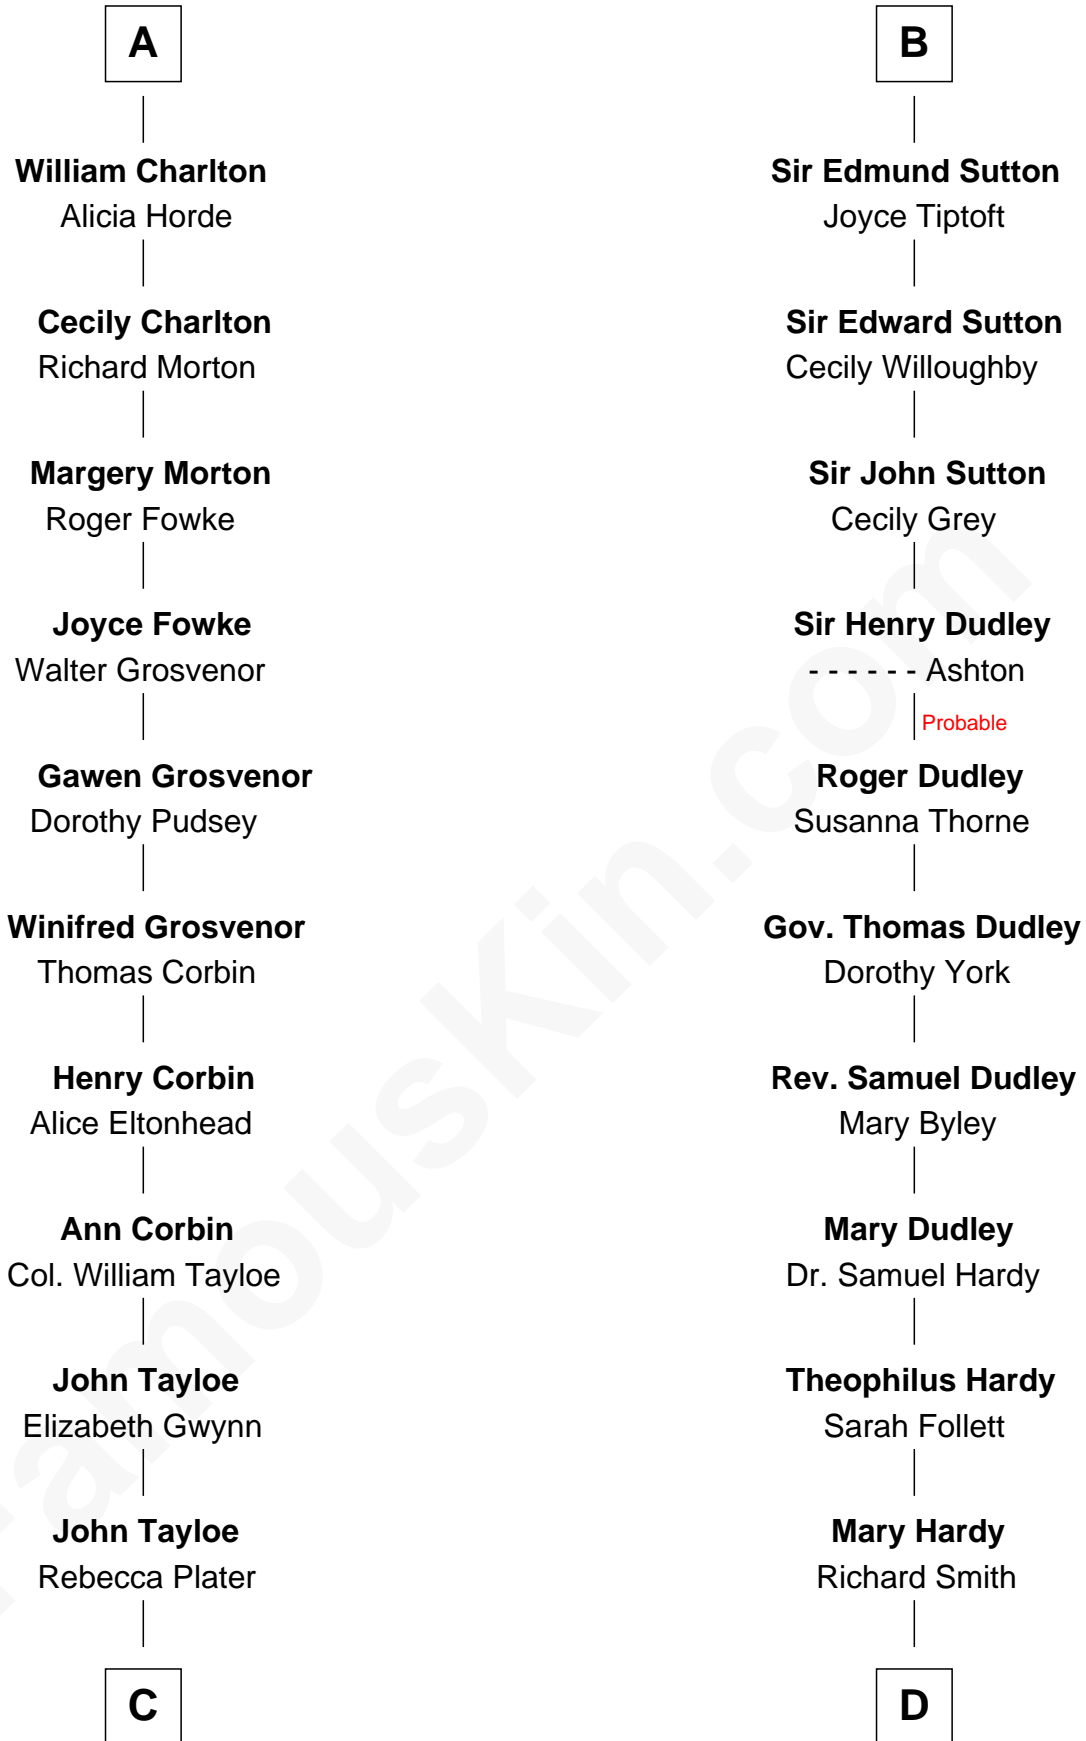 A
William Charlton
Alicia Horde
Cecily Charlton
Richard Morton
Margery Morton
Roger Fowke
Joyce Fowke
Walter Grosvenor
Gawen Grosvenor
Dorothy Pudsey
Winifred Grosvenor
Thomas Corbin
Henry Corbin
Alice Eltonhead
Ann Corbin
Col. William Tayloe
John Tayloe
Elizabeth Gwynn
John Tayloe
Rebecca Plater
C
B
Sir Edmund Sutton
Joyce Tiptoft
Sir Edward Sutton
Cecily Willoughby
Sir John Sutton
Cecily Grey
Sir Henry Dudley
- - - - - - Ashton
Probable
Roger Dudley
Susanna Thorne
Gov. Thomas Dudley
Dorothy York
Rev. Samuel Dudley
Mary Byley
Mary Dudley
Dr. Samuel Hardy
Theophilus Hardy
Sarah Follett
Mary Hardy
Richard Smith
D
FamousKin.com